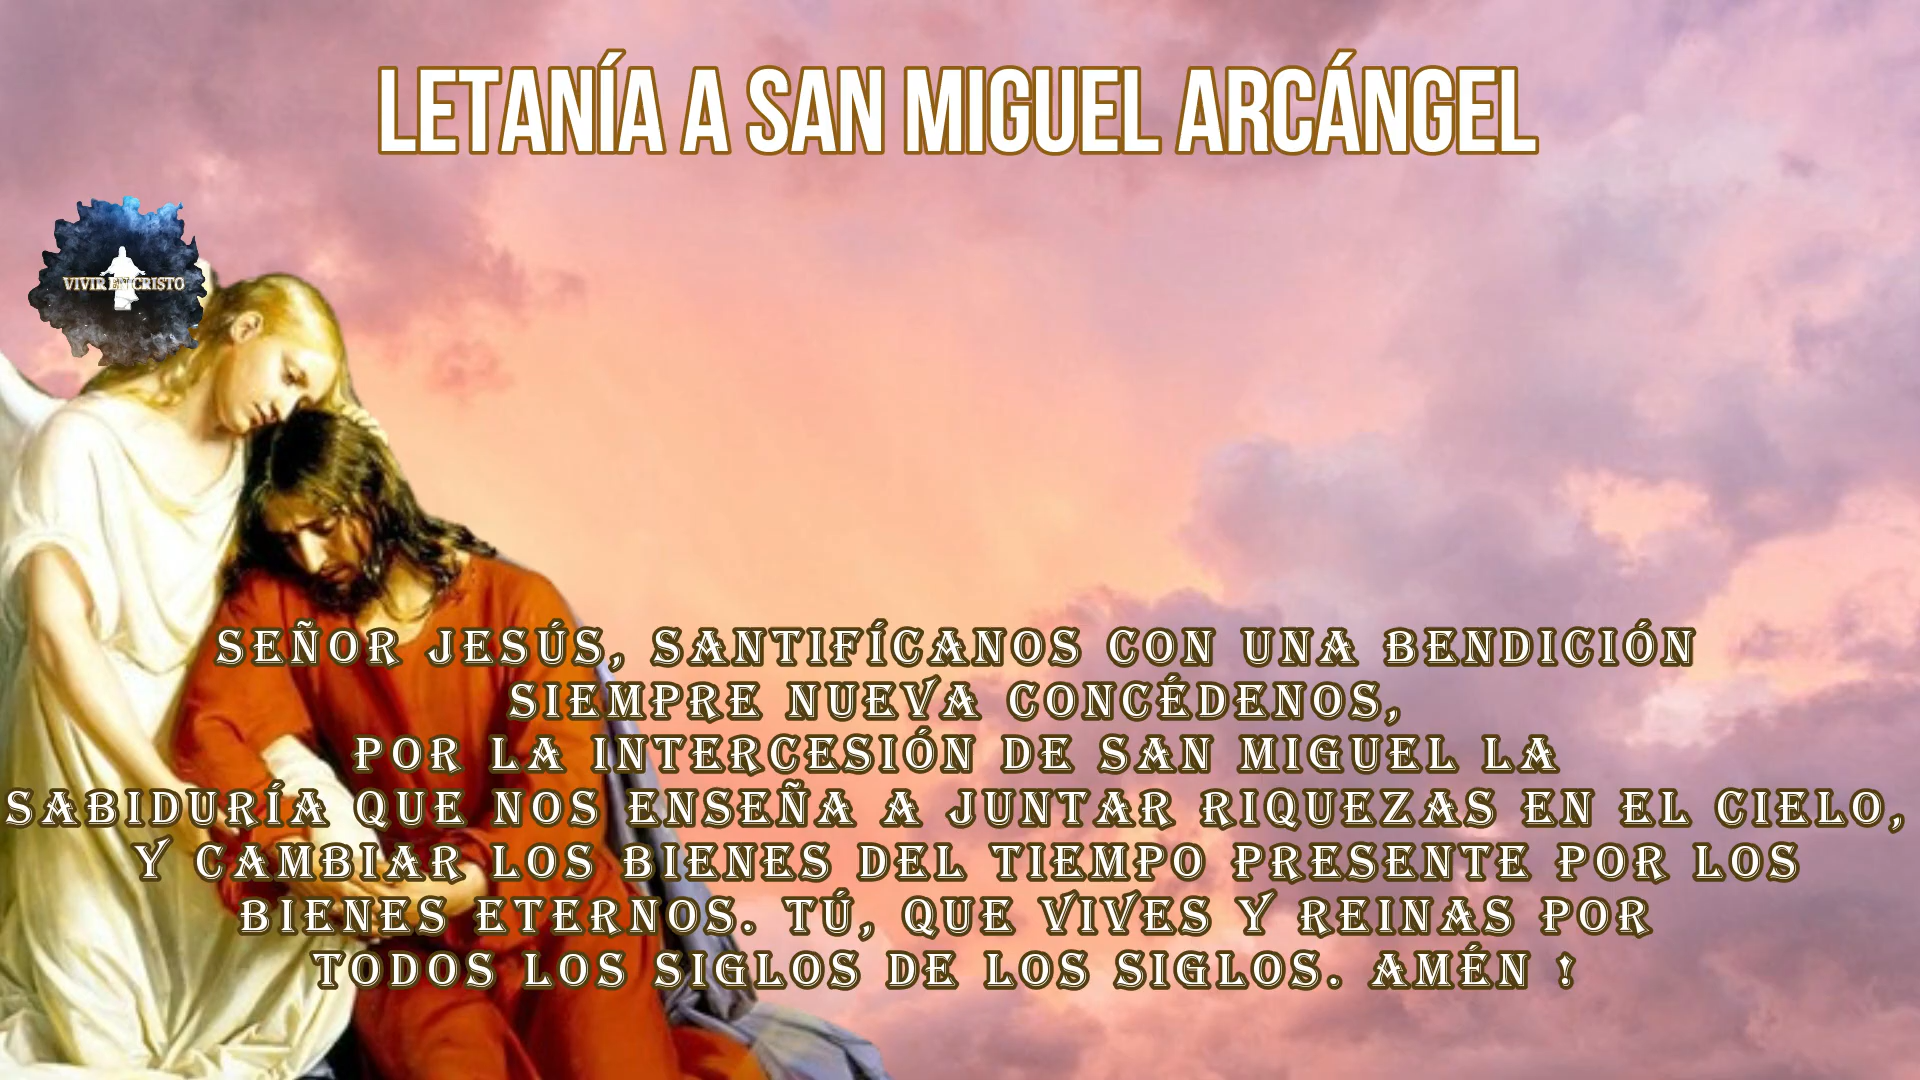 LETANÍA A SAN MIGUEL ARCÁNGEL
VIVIR EN CRISTO
SEÑOR JESÚS, SANTIFÍCANOS CON UNA BENDICIÓN
SIEMPRE NUEVA CONCÉDENOS,
POR LA INTERCESIÓN DE SAN MIGUEL LA
SABIDURÍA QUE NOS ENSEÑA A JUNTAR RIQUEZAS EN EL CIELO,
Y CAMBIAR LOS BIENES DEL TIEMPO PRESENTE POR LOS
BIENES ETERNOS. TÚ, QUE VIVES Y REINAS POR
TODOS LOS SIGLOS DE LOS SIGLOS. AMÉN !